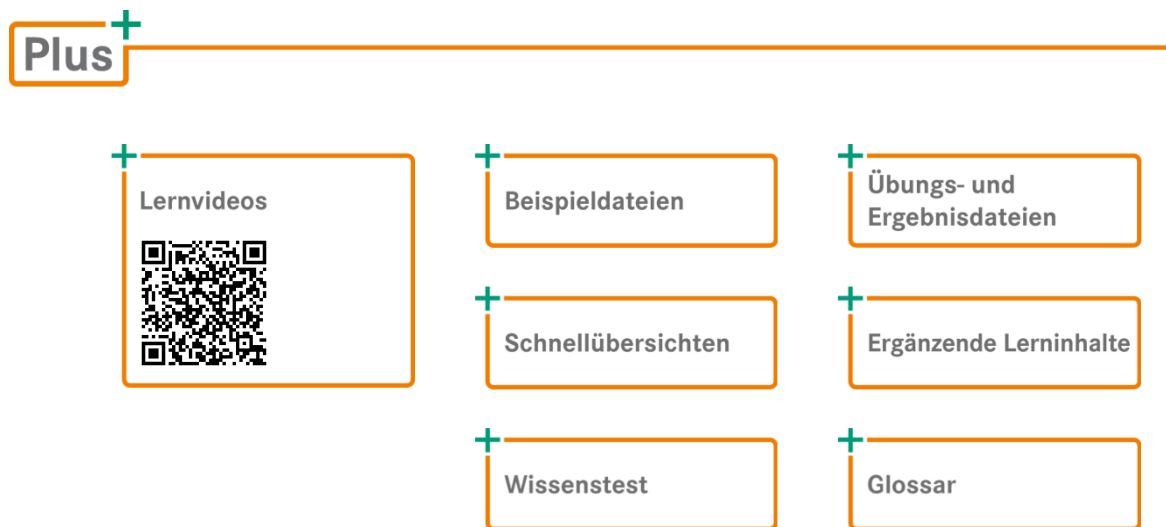 Plus
Lernvideos
Beispieldateien
Übungs- und
Ergebnisdateien
Schnellübersichten
Ergänzende Lerninhalte
Wissenstest
Glossar